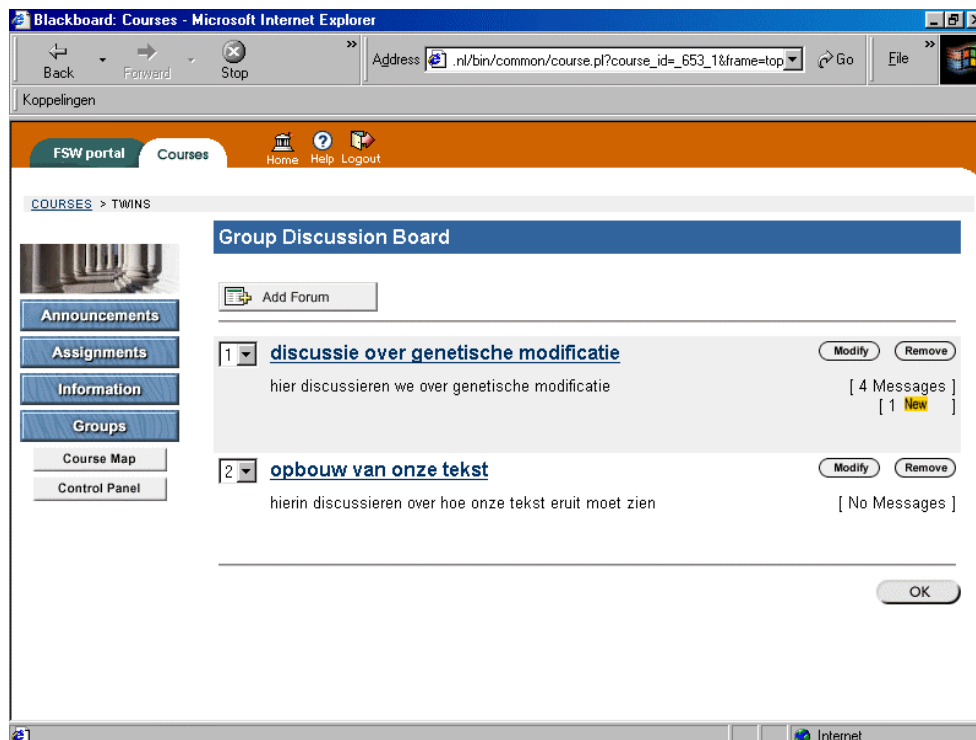 Blackboard: Courses - Microsoft Internet Explorer
Back
Forward
Stop
»
Address .nl/bin/common/course.pl?course_id=_653_1&frame=top
Go
File
»
Koppelingen
FSW portal
Courses
Home
Help
Logout
COURSES > TWINS
Group Discussion Board
Add Forum
Announcements
Assignments
Information
Groups
Course Map
Control Panel
1 discussie over genetische modificatie
Modify
Remove
hier discussieren we over genetische modificatie
[ 4 Messages ]
[ 1 New ]
2 opbouw van onze tekst
Modify
Remove
hierin discussieren over hoe onze tekst eruit moet zien
[ No Messages ]
OK
Internet